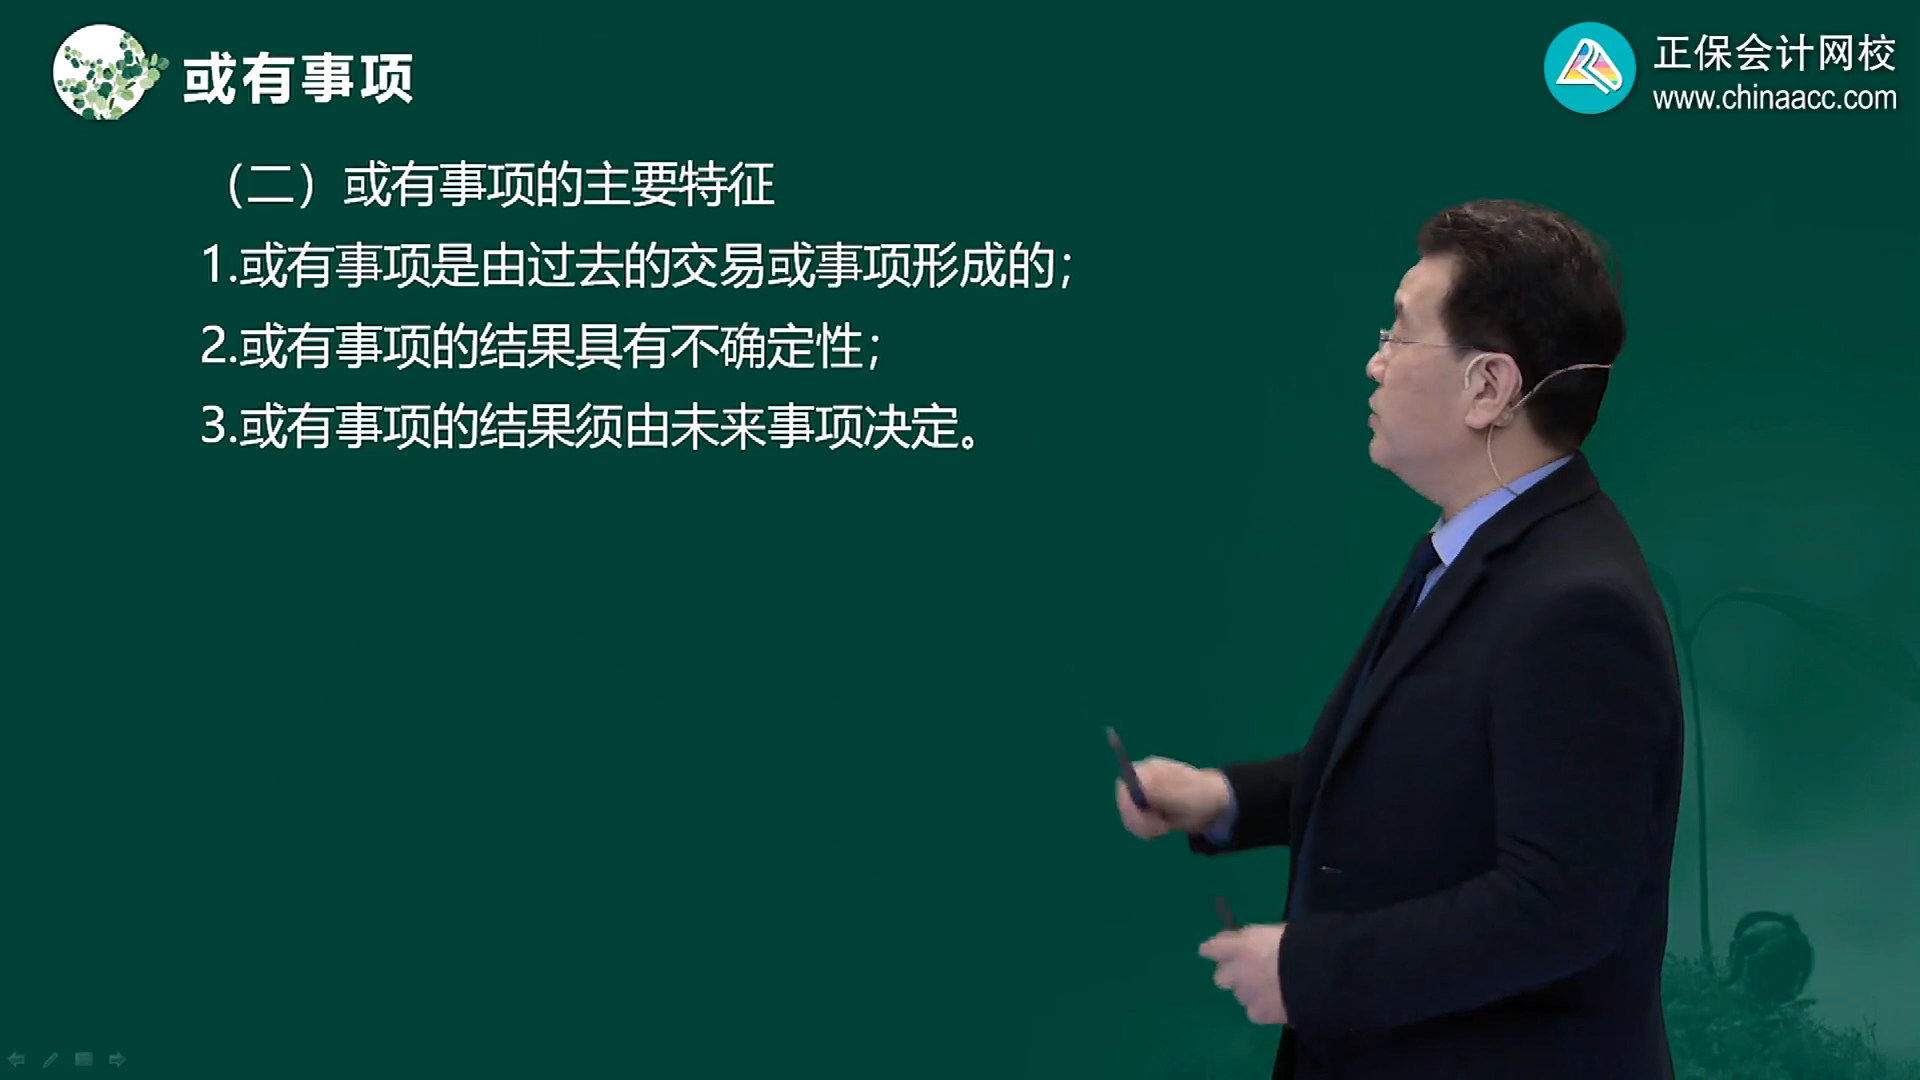 或有事项
正保会计网校
www.chinaacc.com
（二）或有事项的主要特征
1.或有事项是由过去的交易或事项形成的；
2.或有事项的结果具有不确定性；
3.或有事项的结果须由未来事项决定。